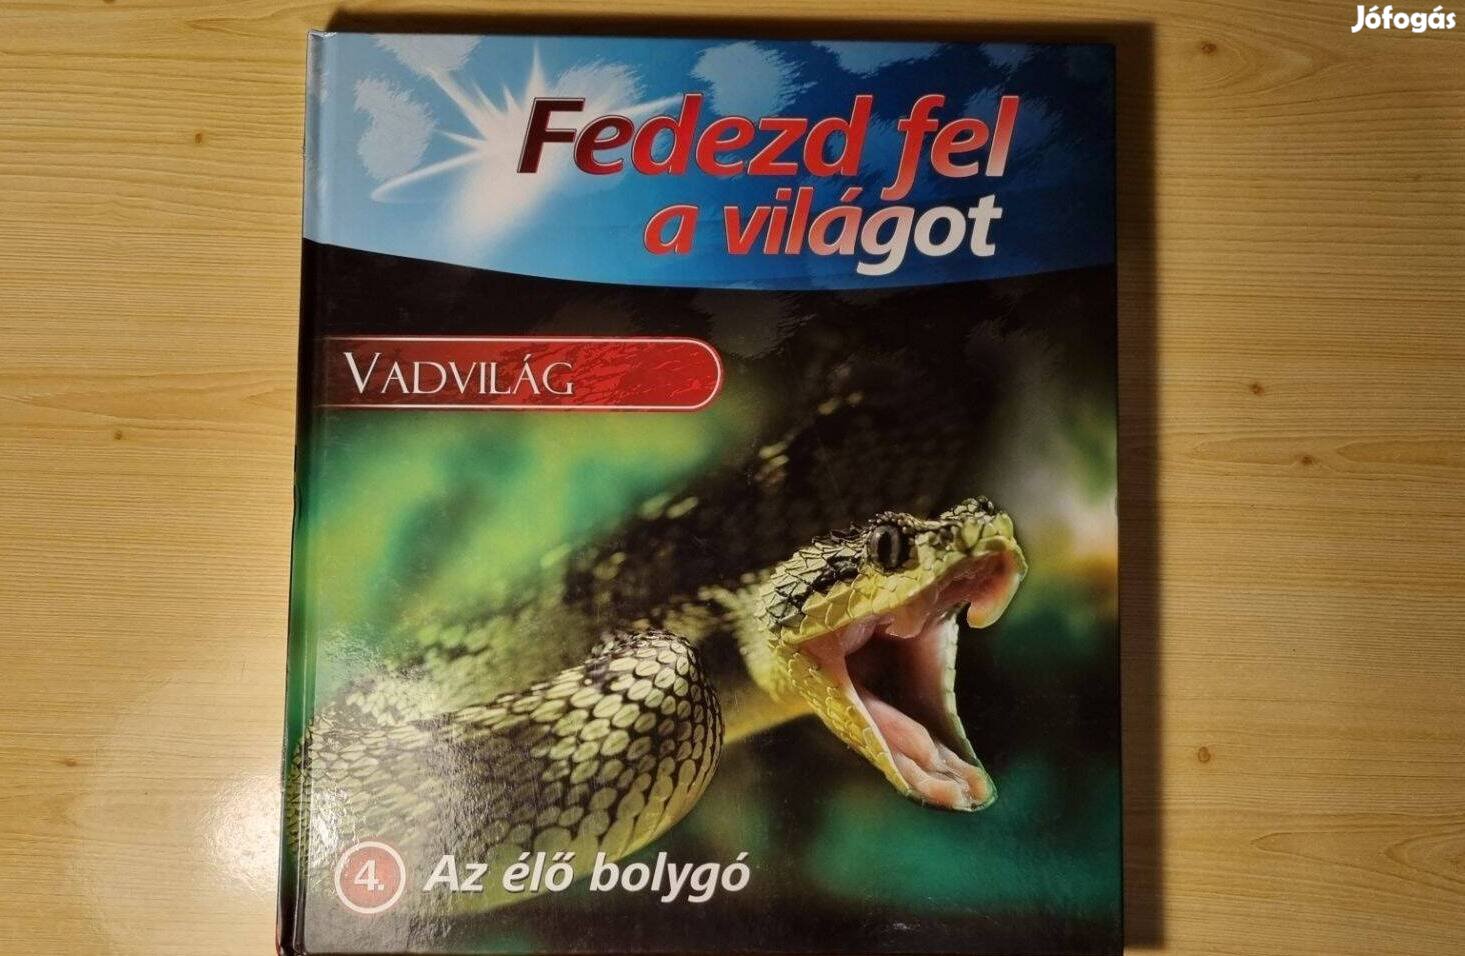 Jófogás
Fedezd fel
a világot
VADVILÁG
4. Az élő bolygó